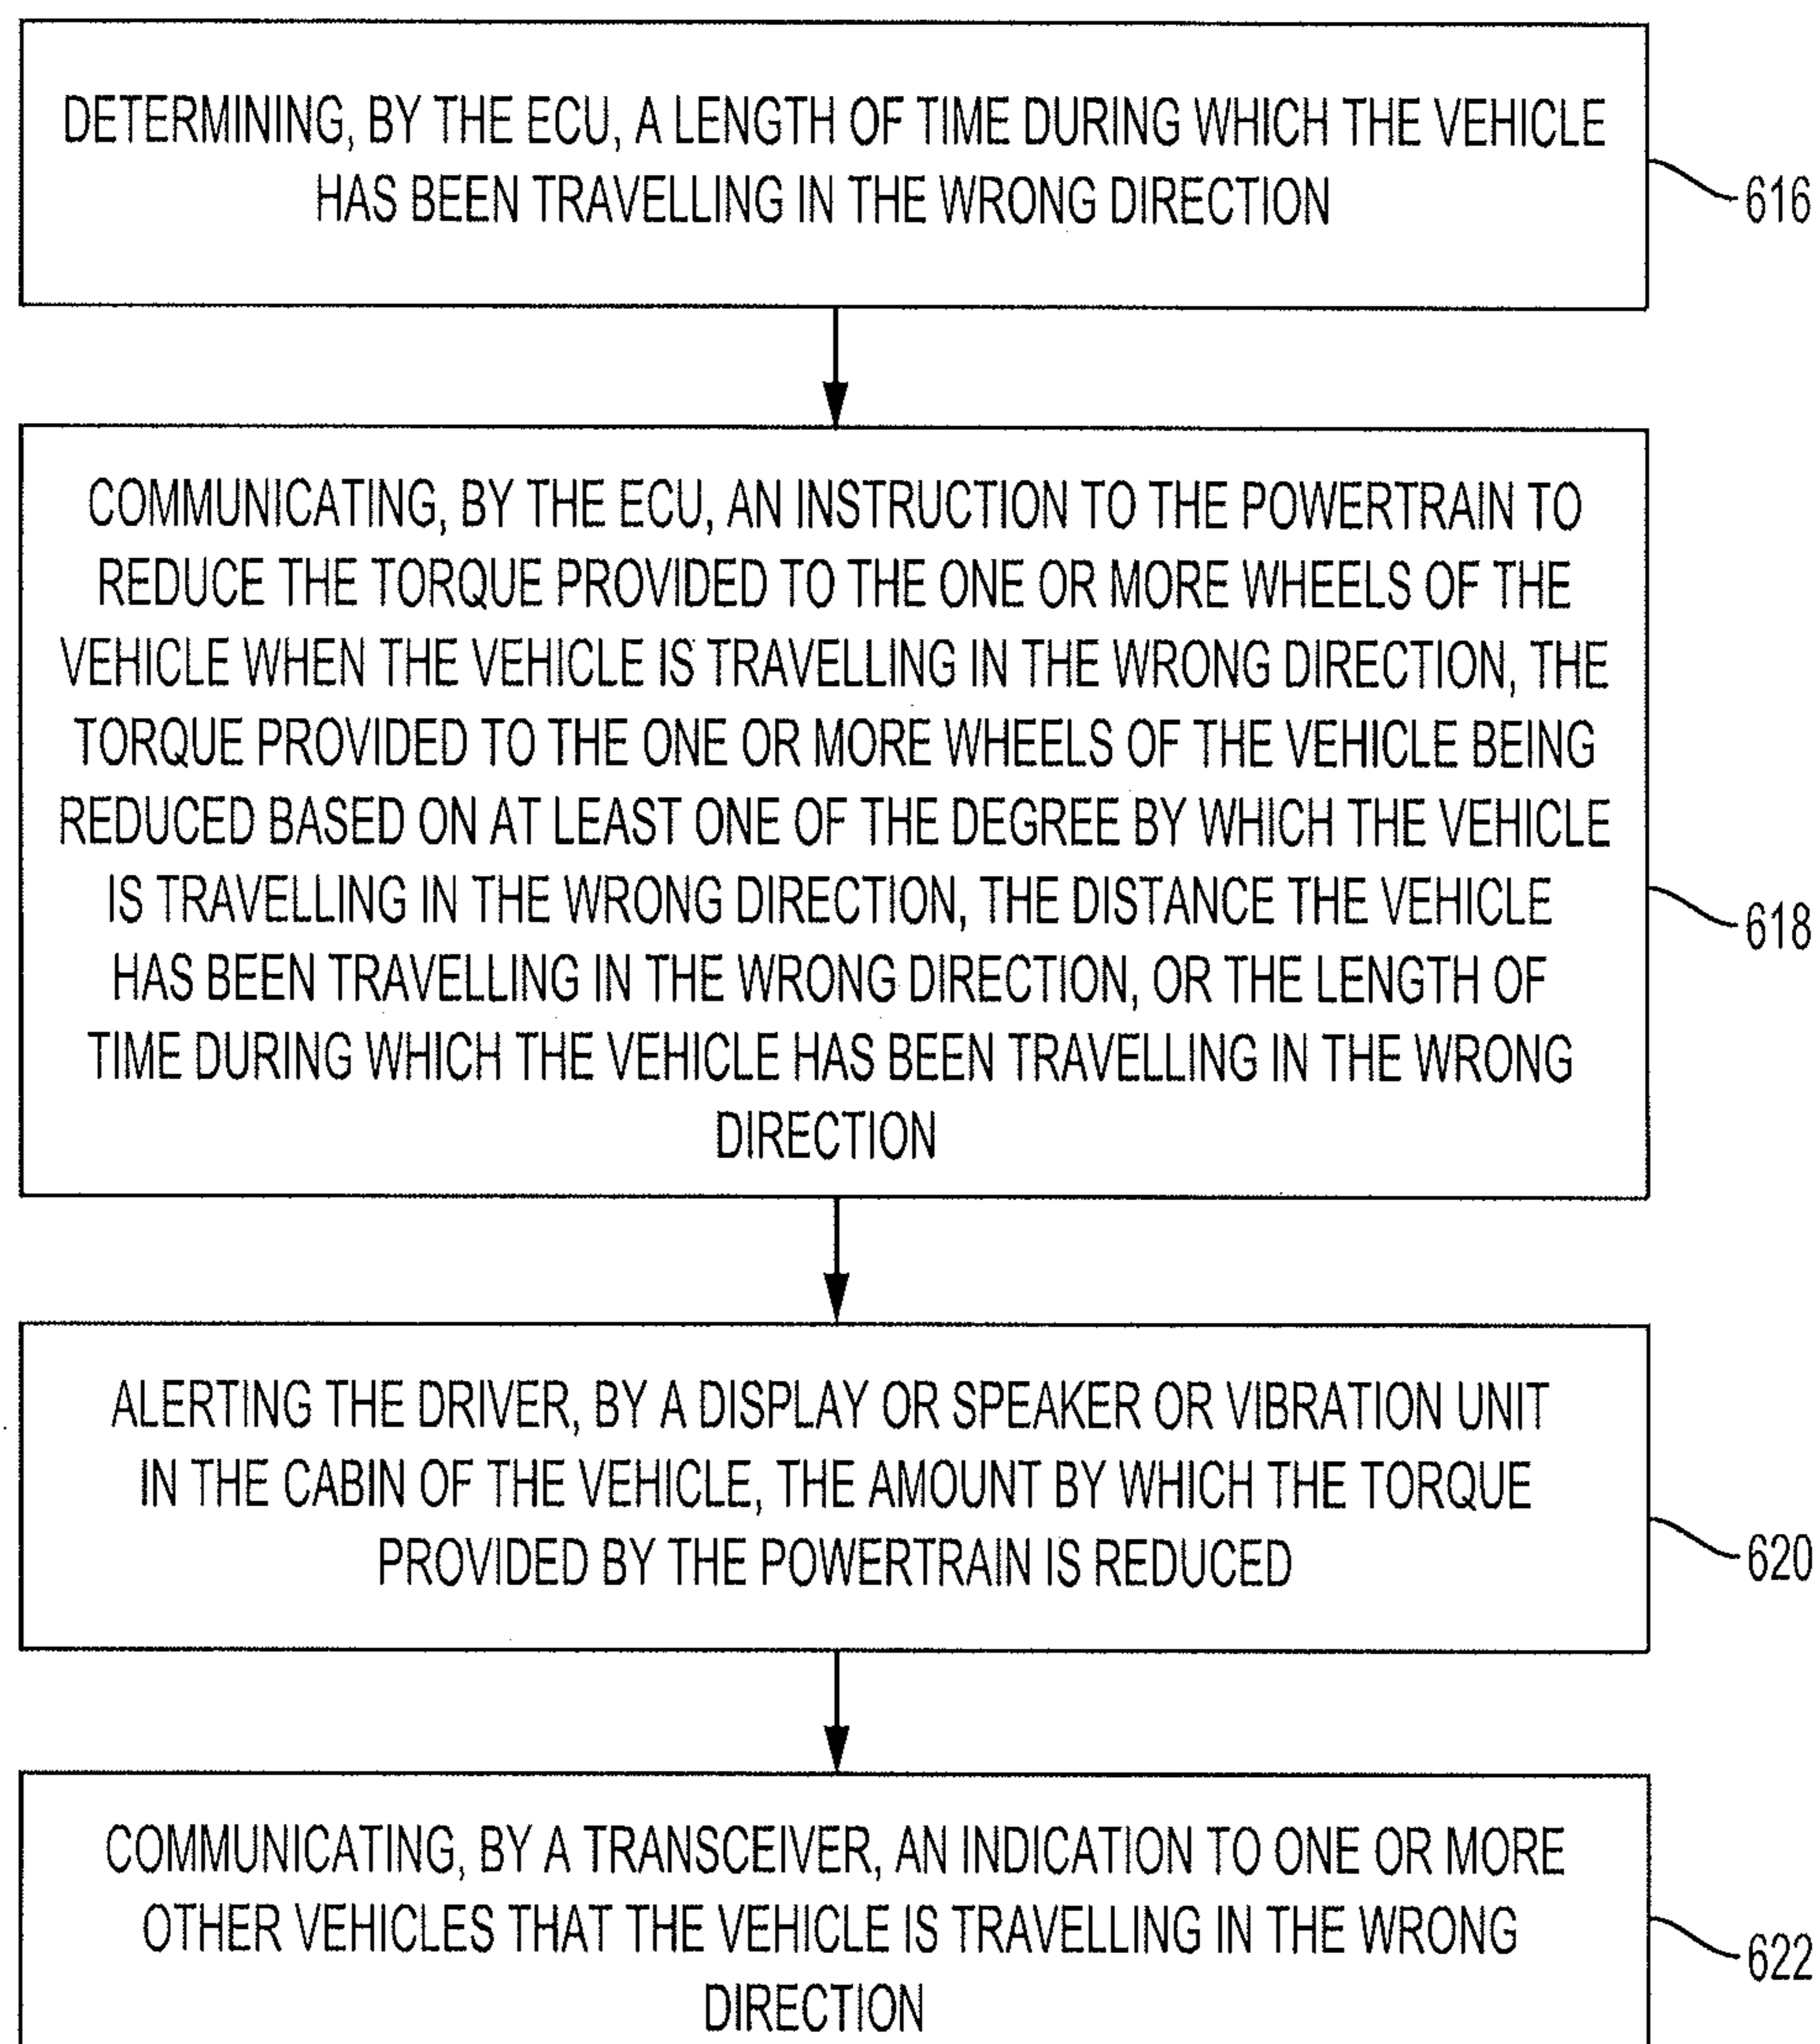 DETERMINING, BY THE ECU, A LENGTH OF TIME DURING WHICH THE VEHICLE
HAS BEEN TRAVELLING IN THE WRONG DIRECTION
616
COMMUNICATING, BY THE ECU, AN INSTRUCTION TO THE POWERTRAIN TO
REDUCE THE TORQUE PROVIDED TO THE ONE OR MORE WHEELS OF THE
VEHICLE WHEN THE VEHICLE IS TRAVELLING IN THE WRONG DIRECTION, THE
TORQUE PROVIDED TO THE ONE OR MORE WHEELS OF THE VEHICLE BEING
REDUCED BASED ON AT LEAST ONE OF THE DEGREE BY WHICH THE VEHICLE
IS TRAVELLING IN THE WRONG DIRECTION, THE DISTANCE THE VEHICLE
HAS BEEN TRAVELLING IN THE WRONG DIRECTION, OR THE LENGTH OF
TIME DURING WHICH THE VEHICLE HAS BEEN TRAVELLING IN THE WRONG
DIRECTION
618
ALERTING THE DRIVER, BY A DISPLAY OR SPEAKER OR VIBRATION UNIT
IN THE CABIN OF THE VEHICLE, THE AMOUNT BY WHICH THE TORQUE
PROVIDED BY THE POWERTRAIN IS REDUCED
620
COMMUNICATING, BY A TRANSCEIVER, AN INDICATION TO ONE OR MORE
OTHER VEHICLES THAT THE VEHICLE IS TRAVELLING IN THE WRONG
DIRECTION
622